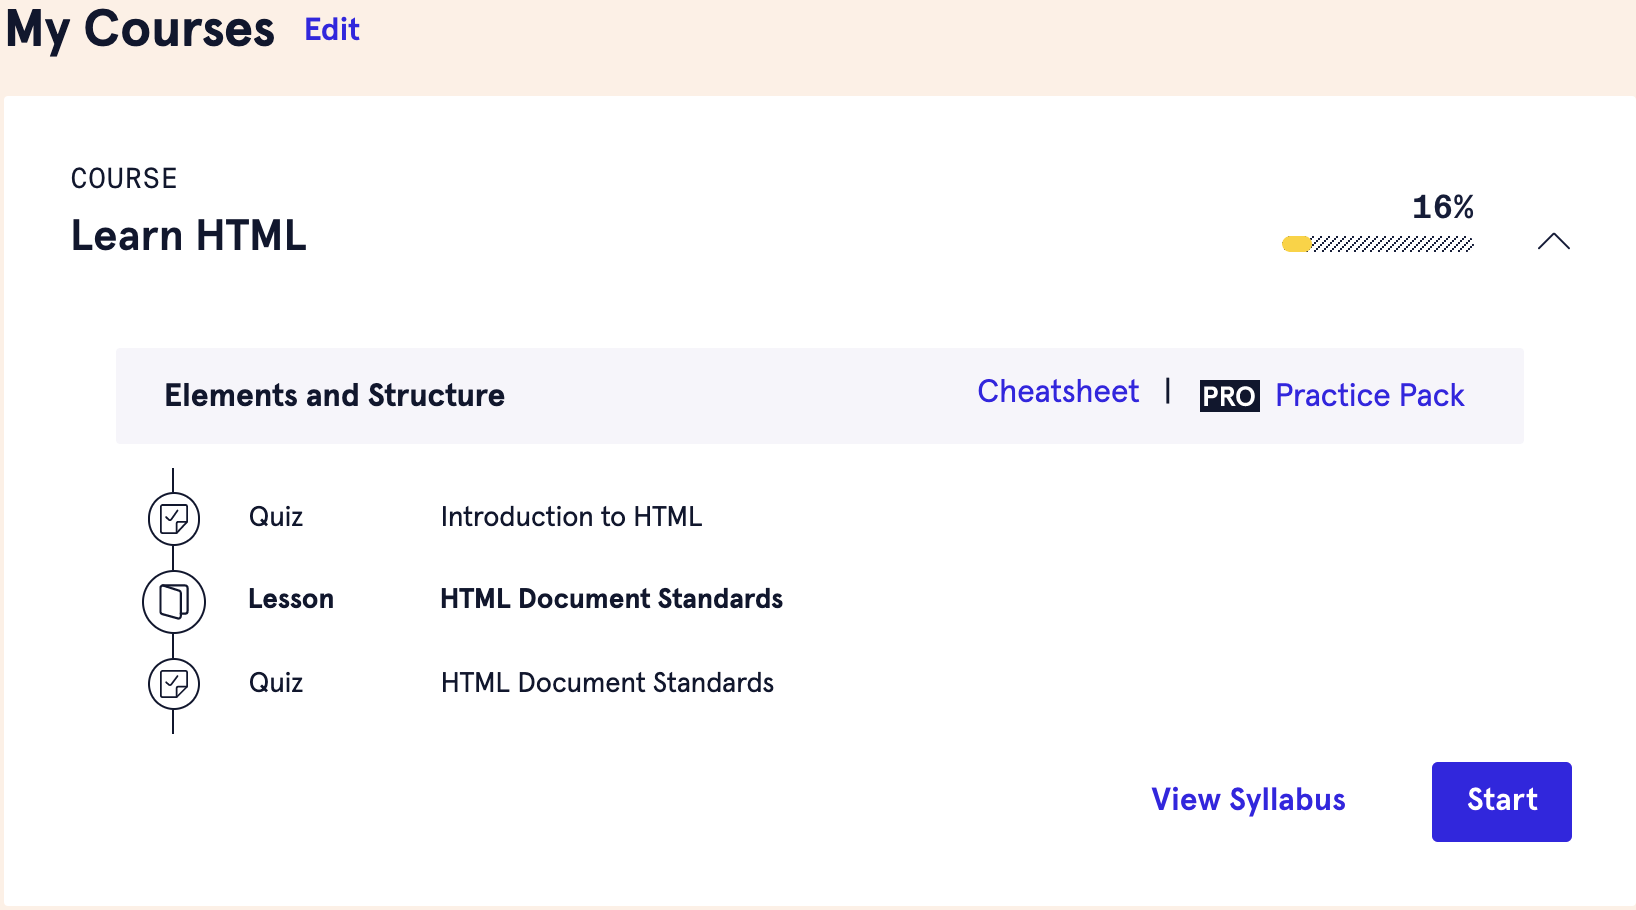 My Courses Edit
COURSE
Learn HTML
16%
Elements and Structure Cheatsheet | PRO Practice Pack
Quiz Introduction to HTML
Lesson HTML Document Standards
Quiz HTML Document Standards
View Syllabus Start